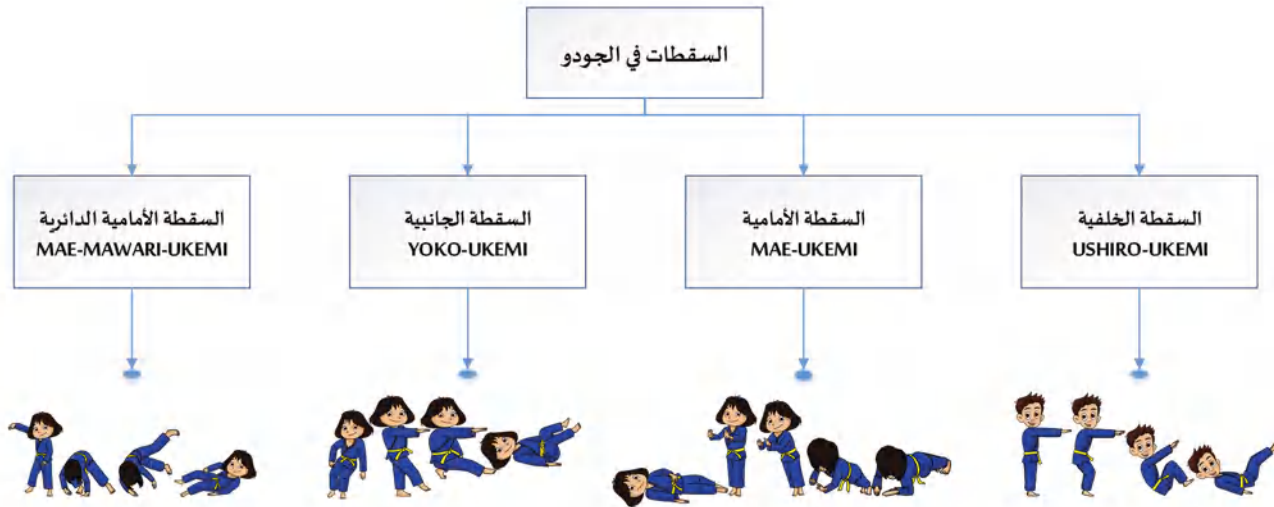 السقطات في الجودو
السقطة الخلفية
USHIRO-UKEMI
السقطة الأمامية
MAE-UKEMI
السقطة الجانبية
YOKO-UKEMI
السقطة الأمامية الدائرية
MAE-MAWARI-UKEMI